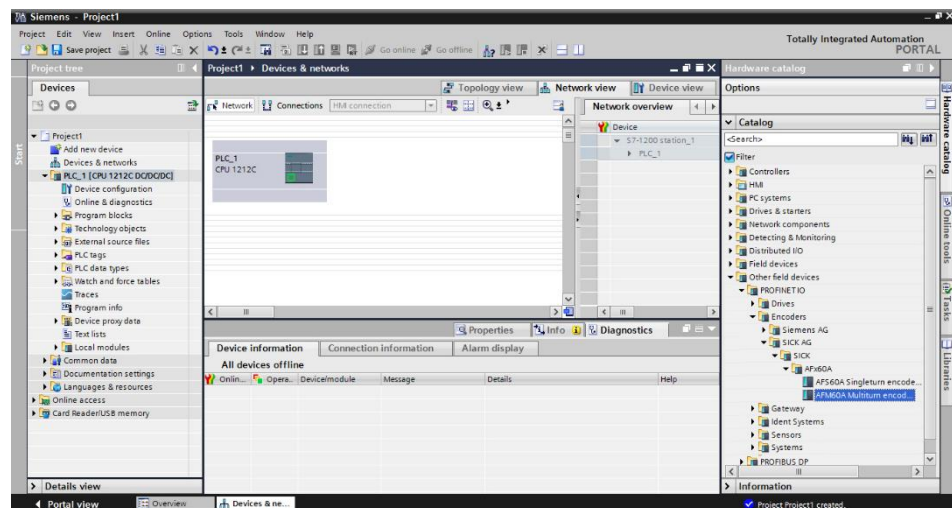 Siemens - Project1
Project Edit View Insert Online Options Tools Window Help
Save project
Go online
Go offline
Totally Integrated Automation
PORTAL
Project tree
Devices
Project1
Add new device
Devices & networks
PLC_1 [CPU 1212C DC/DC/DC]
Device configuration
Online & diagnostics
Program blocks
Technology objects
External source files
PLC tags
PLC data types
Watch and force tables
Traces
Program info
Device proxy data
Text lists
Local modules
Common data
Documentation settings
Languages & resources
Online access
Card Reader/USB memory
Details view
Start
Project1 Devices & networks
Topology view
Network view
Device view
Network
Connections
HMI connection
PLC_1
CPU 1212C
Network overview
Device
S7-1200 station_1
PLC_1
Properties
Info
Diagnostics
Device information
Connection information
Alarm display
All devices offline
Onlin...
Opera..
Device/module
Message
Details
Help
Hardware catalog
Options
Catalog
<Search>
Filter
Controllers
HMI
PC systems
Drives & starters
Network components
Detecting & Monitoring
Distributed I/O
Field devices
Other field devices
PROFINET IO
Drives
Encoders
Siemens AG
SICK AG
SICK
AFx60A
AFS60A Singleturn encode...
AFM60A Multiturn encod...
Gateway
Ident Systems
Sensors
Systems
PROFIBUS DP
Information
Hardware catalog
Online tools
Tasks
Libraries
Portal view
Overview
Devices & ne...
Project Project1 created.